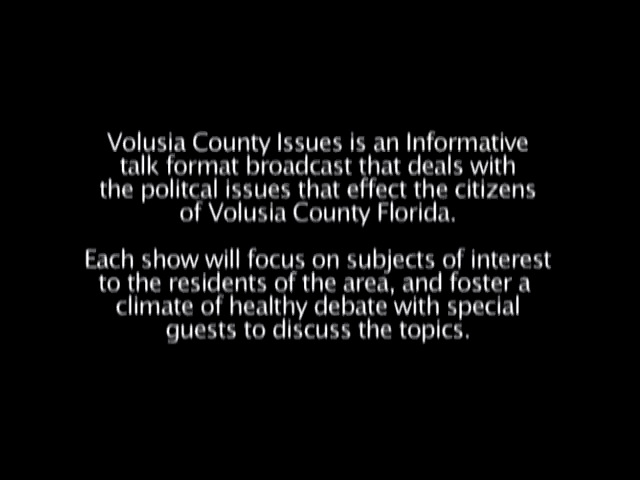 Volusia County Issues is an Informative
talk format broadcast that deals with
the politcal issues that effect the citizens
of Volusia County Florida.
Each show will focus on subjects of interest
to the residents of the area, and foster a
climate of healthy debate with special
guests to discuss the topics.